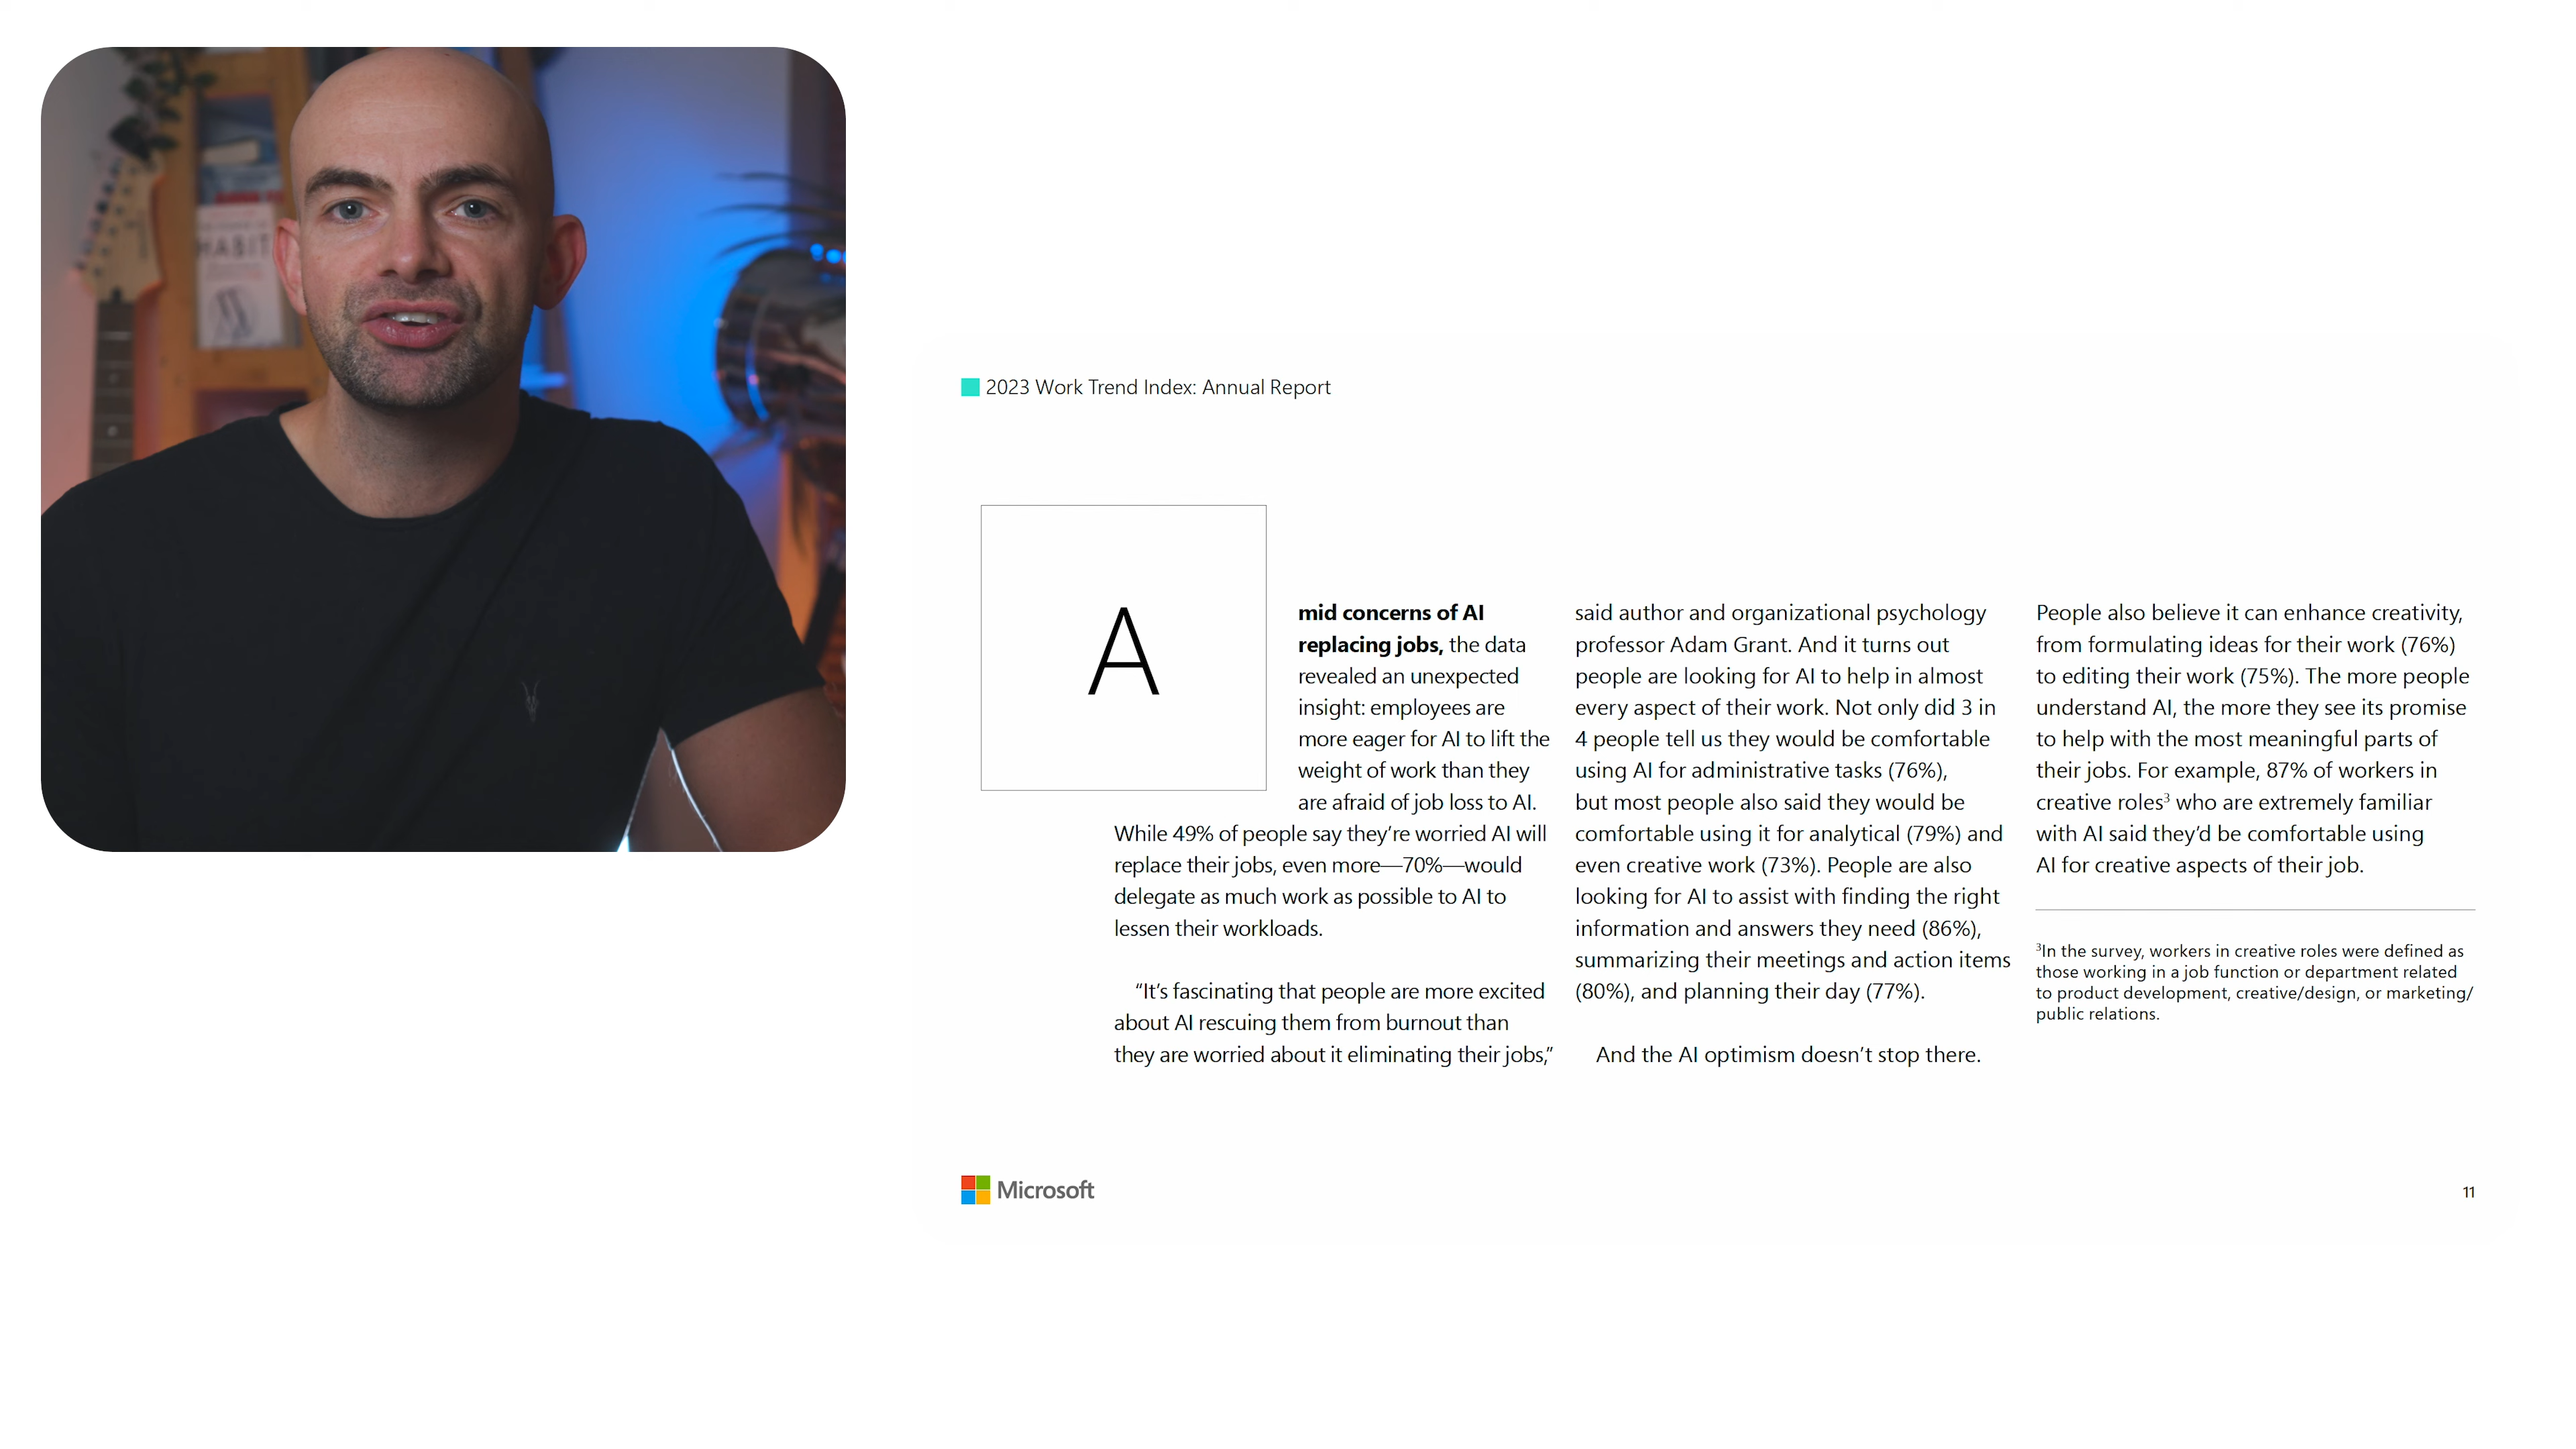 HABIT
2023 Work Trend Index: Annual Report
A
mid concerns of AI
replacing jobs, the data
revealed an unexpected
insight: employees are
more eager for AI to lift the
weight of work than they
are afraid of job loss to AI.
While 49% of people say they’re worried AI will
replace their jobs, even more—70%—would
delegate as much work as possible to AI to
lessen their workloads.
“It’s fascinating that people are more excited
about AI rescuing them from burnout than
they are worried about it eliminating their jobs,”
said author and organizational psychology
professor Adam Grant. And it turns out
people are looking for AI to help in almost
every aspect of their work. Not only did 3 in
4 people tell us they would be comfortable
using AI for administrative tasks (76%),
but most people also said they would be
comfortable using it for analytical (79%) and
even creative work (73%). People are also
looking for AI to assist with finding the right
information and answers they need (86%),
summarizing their meetings and action items
(80%), and planning their day (77%).
And the AI optimism doesn’t stop there.
People also believe it can enhance creativity,
from formulating ideas for their work (76%)
to editing their work (75%). The more people
understand AI, the more they see its promise
to help with the most meaningful parts of
their jobs. For example, 87% of workers in
creative roles³ who are extremely familiar
with AI said they’d be comfortable using
AI for creative aspects of their job.
³In the survey, workers in creative roles were defined as
those working in a job function or department related
to product development, creative/design, or marketing/
public relations.
Microsoft
11